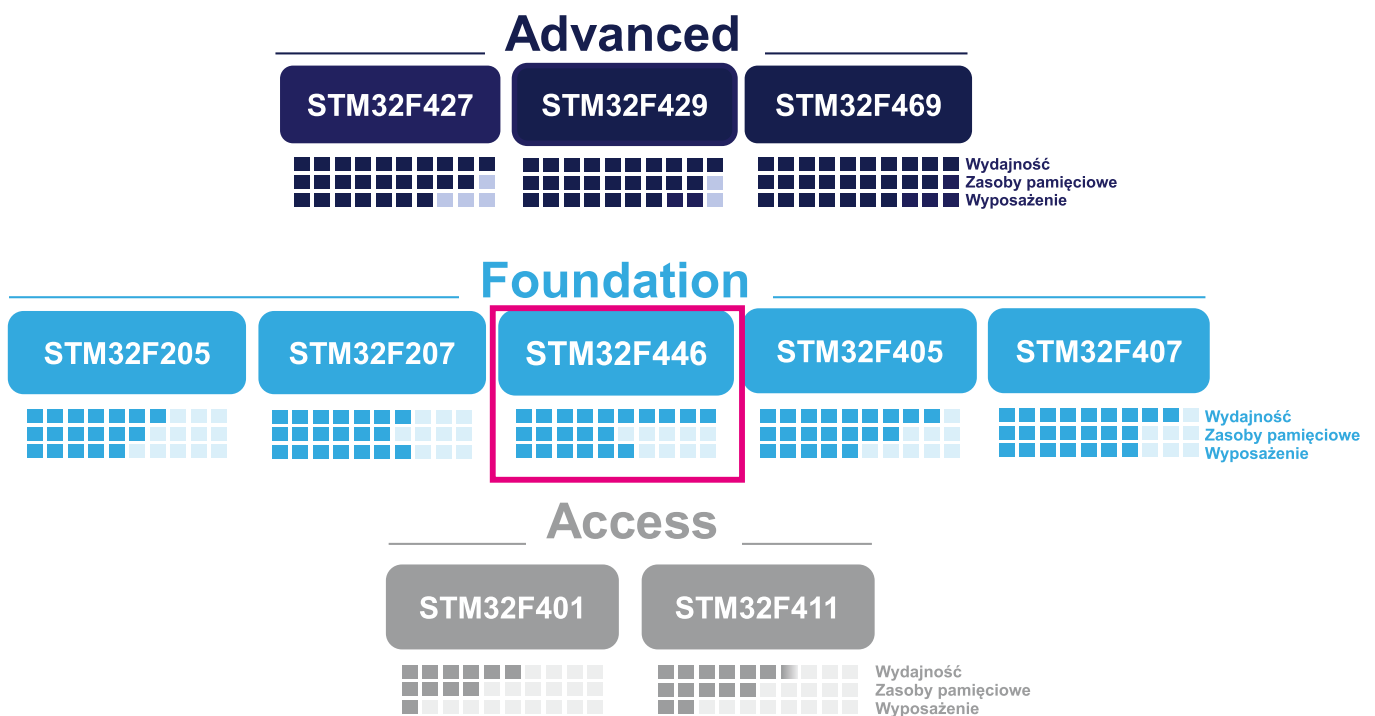 Advanced
STM32F427 STM32F429 STM32F469
Wydajność
Zasoby pamięciowe
Wyposażenie
Foundation
STM32F205 STM32F207 STM32F446 STM32F405 STM32F407
Wydajność
Zasoby pamięciowe
Wyposażenie
Access
STM32F401 STM32F411
Wydajność
Zasoby pamięciowe
Wyposażenie